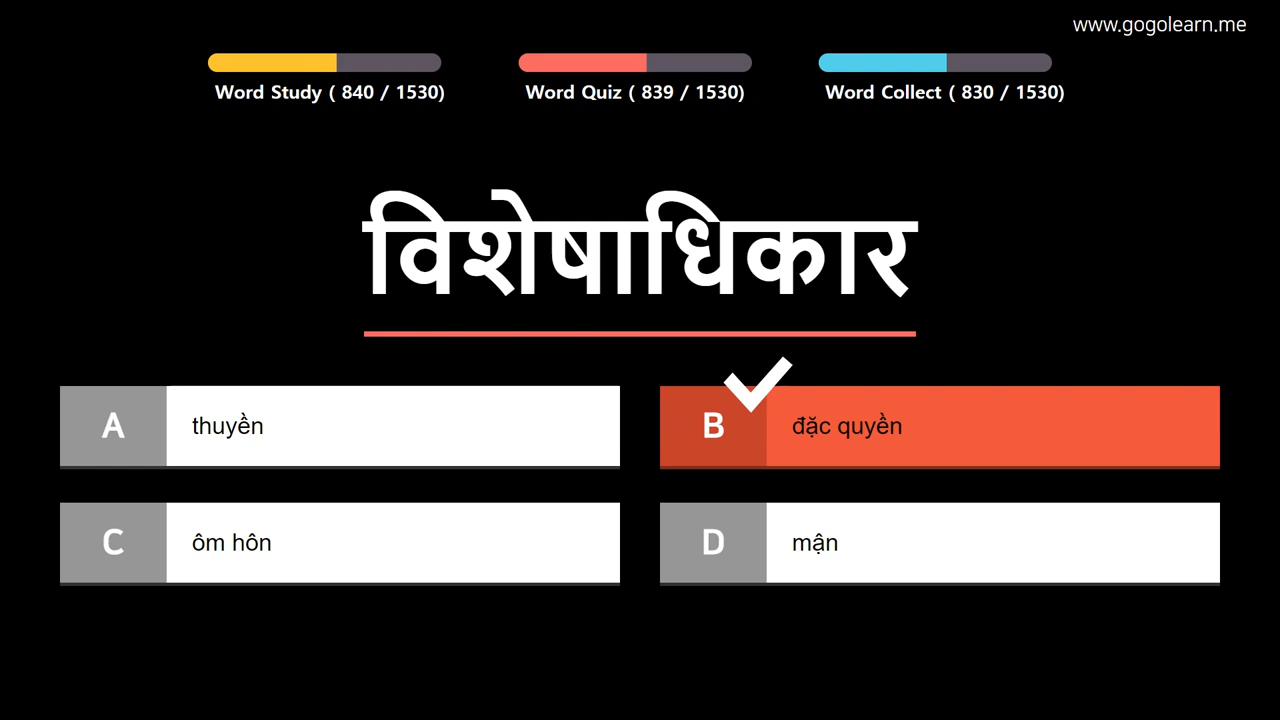 www.gogolearn.me
Word Study ( 840 / 1530)
Word Quiz ( 839 / 1530)
Word Collect ( 830 / 1530)
विशेषाधिकार
A thuyền
B đặc quyền
C ôm hôn
D mận